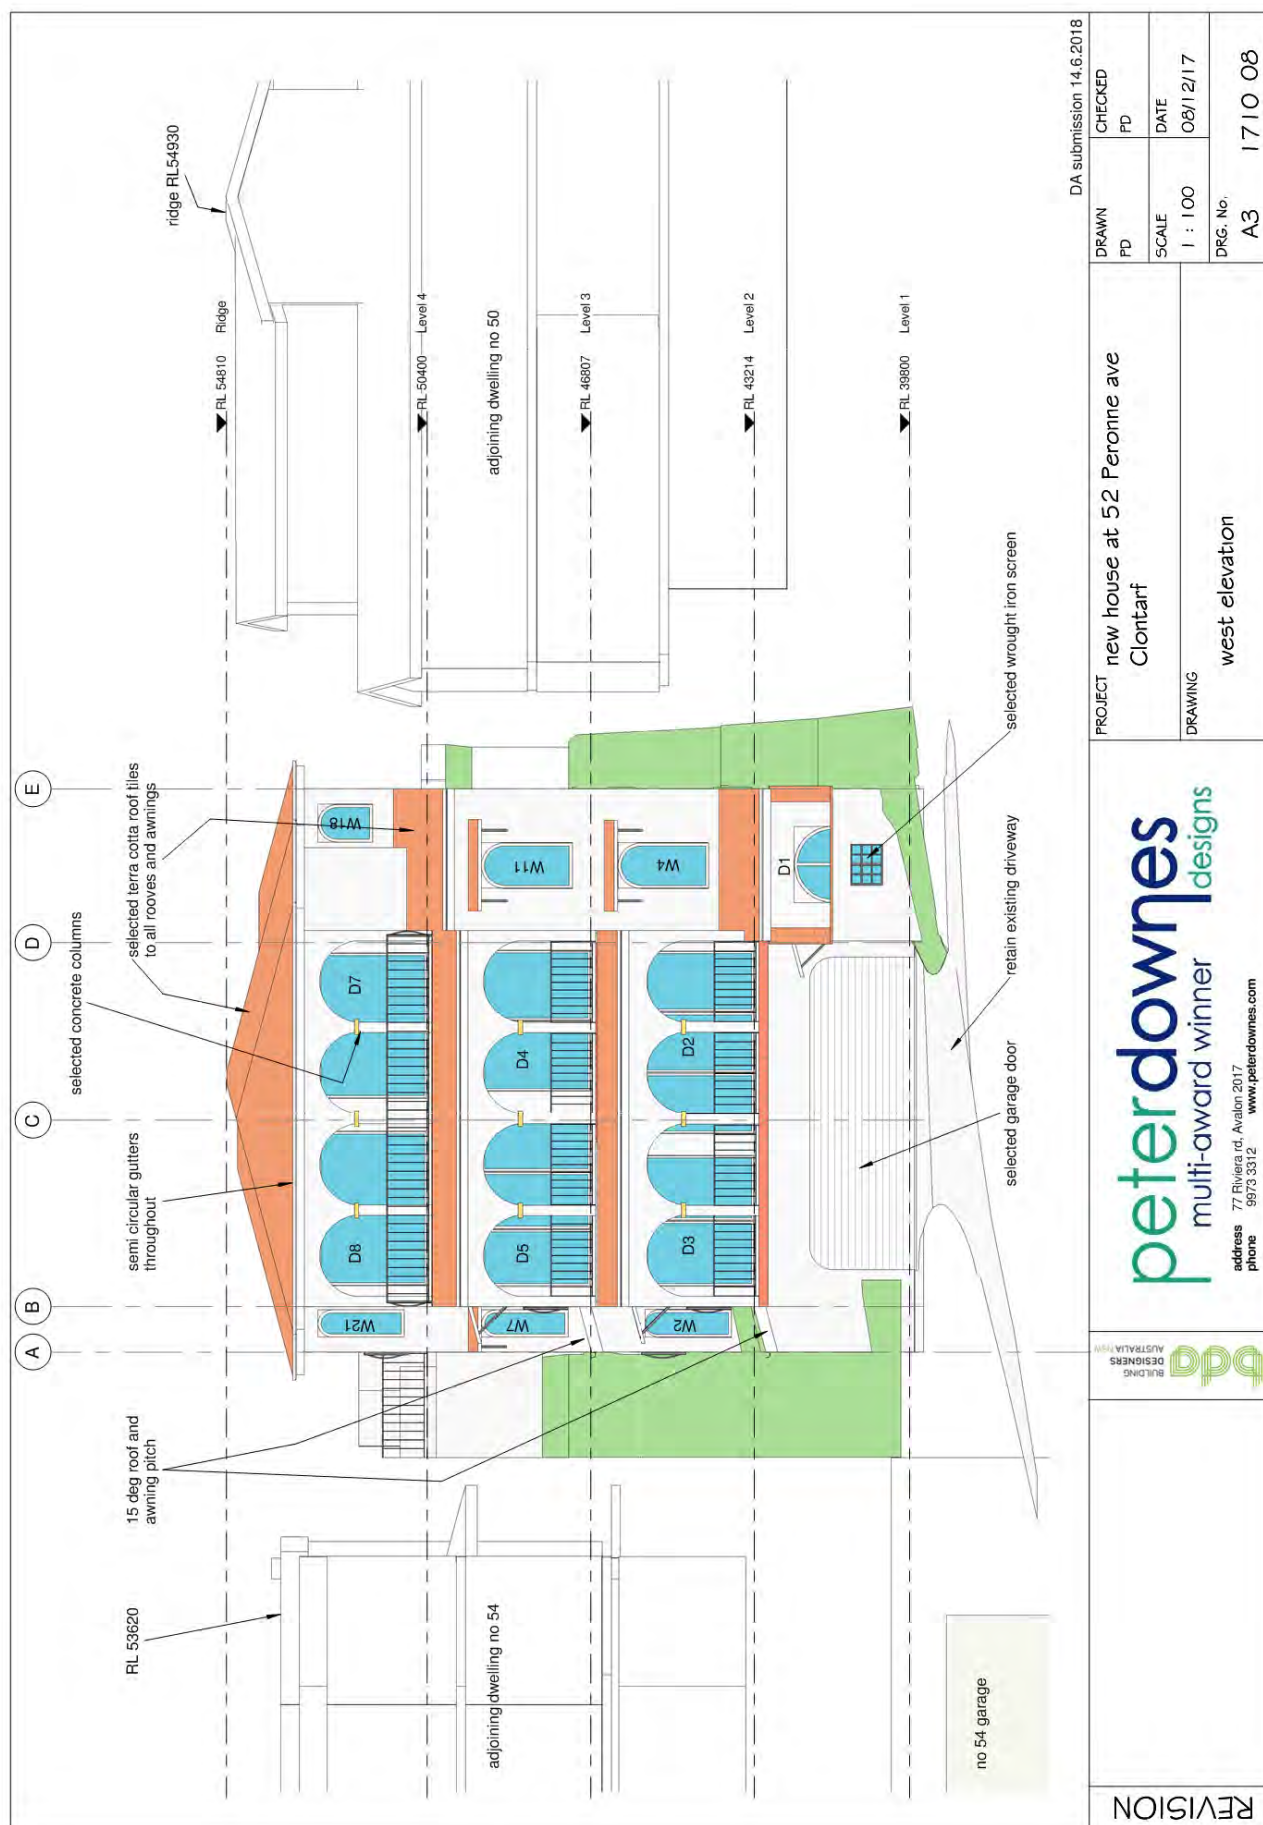 A
B
C
D
E
RL 53620
15 deg roof and
awning pitch
semi circular gutters
throughout
selected concrete columns
selected terra cotta roof tiles
to all rooves and awnings
ridge RL54930
RL 54810 Ridge
RL 50400 Level 4
RL 46807 Level 3
RL 43214 Level 2
RL 39800 Level 1
adjoining dwelling no 54
adjoining dwelling no 50
W21
D8
D7
W18
W7
D5
D4
W11
W2
D3
D2
W4
D1
no 54 garage
selected garage door
retain existing driveway
selected wrought iron screen
DA submission 14.6.2018
REVISION
BUILDING
DESIGNERS
AUSTRALIA NSW
bda
peterdownes
multi-award winner designs
address 77 Riviera rd, Avalon 2017
phone 9973 3312 www.peterdownes.com
PROJECT new house at 52 Peronne ave
Clontarf
DRAWING
west elevation
DRAWN
PD
CHECKED
PD
SCALE
1 : 100
DATE
08/12/17
DRG. No.
A3 1710 08